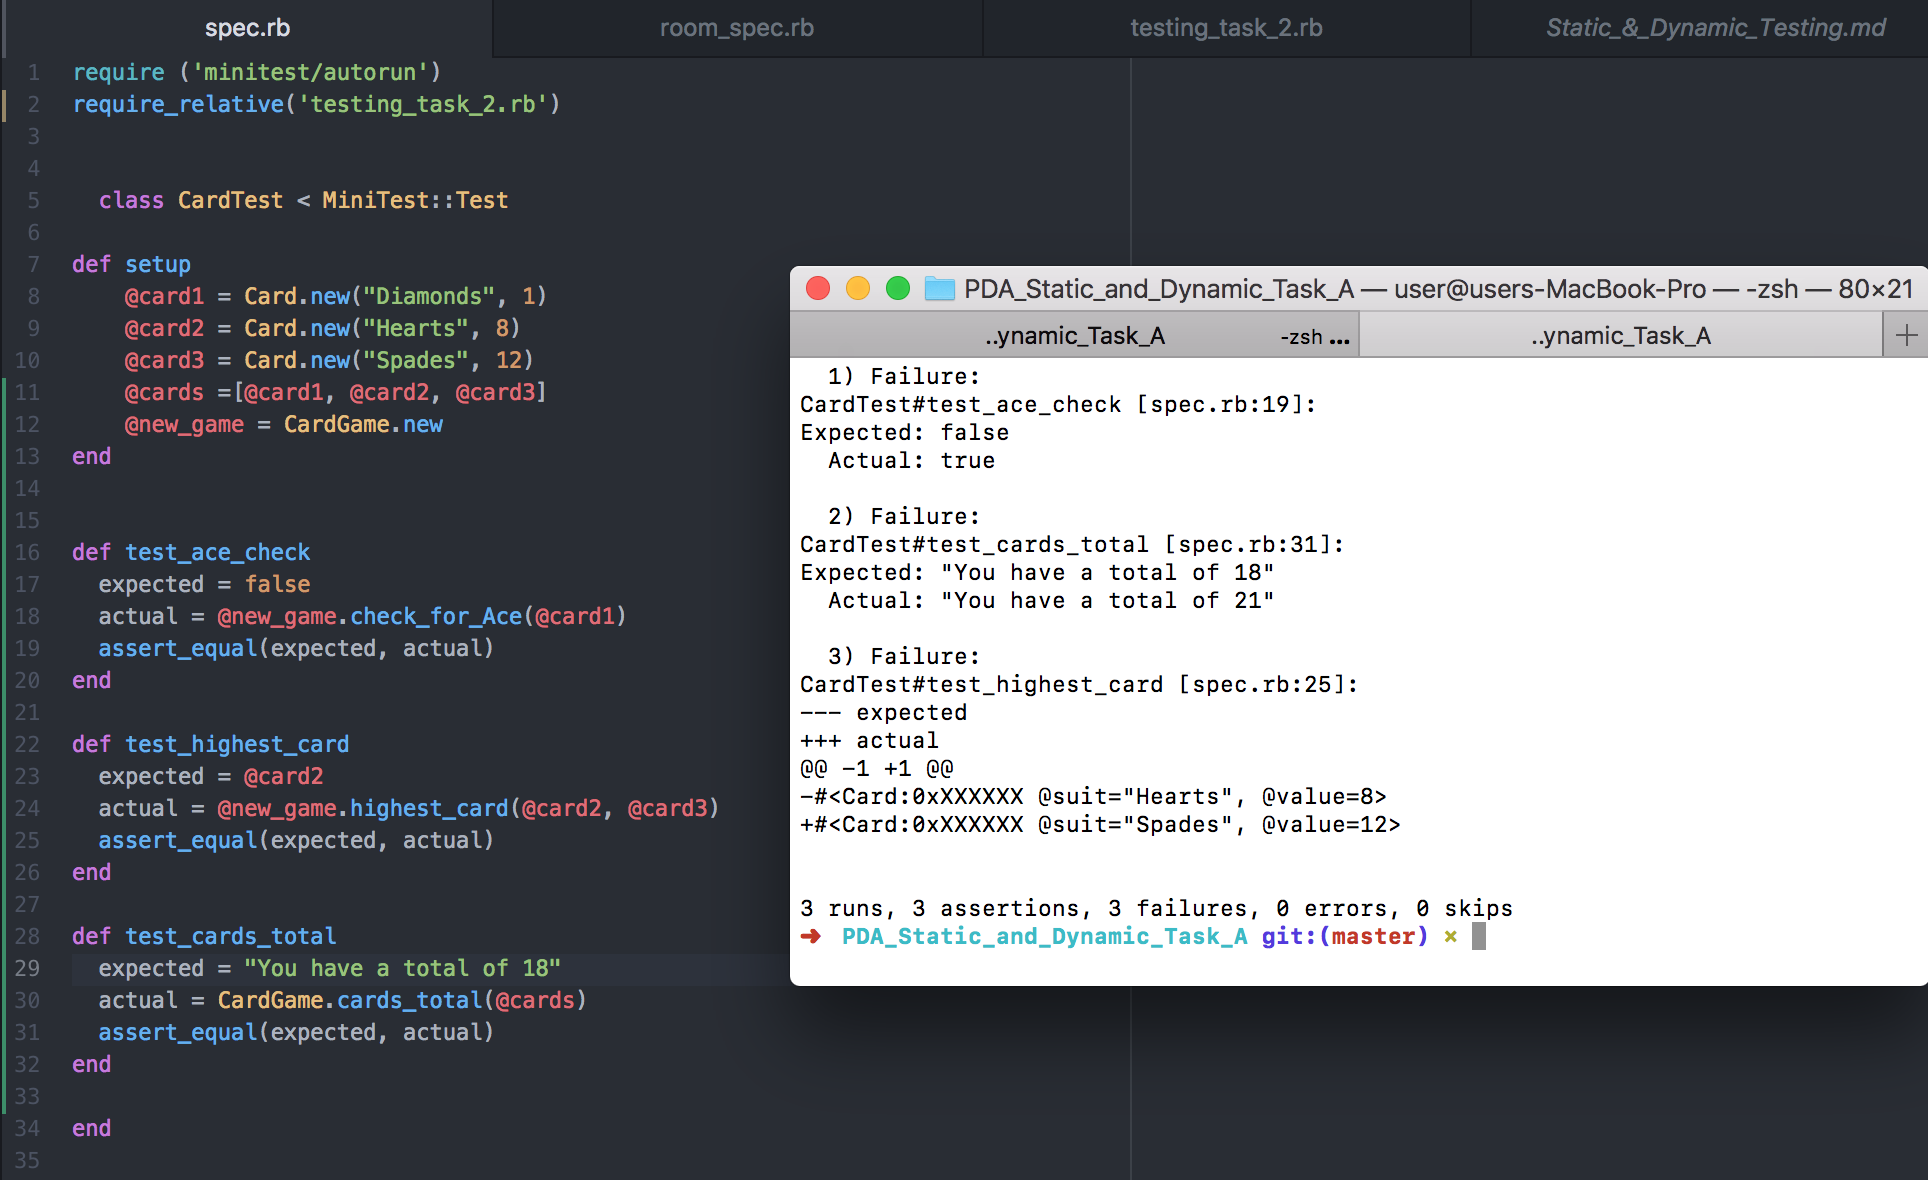 spec.rb
room_spec.rb
testing_task_2.rb
Static_&_Dynamic_Testing.md
1 require ('minitest/autorun')
2 require_relative('testing_task_2.rb')
3
4
5 class CardTest < MiniTest::Test
6
7 def setup
8 @card1 = Card.new("Diamonds", 1)
9 @card2 = Card.new("Hearts", 8)
10 @card3 = Card.new("Spades", 12)
11 @cards =[@card1, @card2, @card3]
12 @new_game = CardGame.new
13 end
14
15
16 def test_ace_check
17 expected = false
18 actual = @new_game.check_for_Ace(@card1)
19 assert_equal(expected, actual)
20 end
21
22 def test_highest_card
23 expected = @card2
24 actual = @new_game.highest_card(@card2, @card3)
25 assert_equal(expected, actual)
26 end
27
28 def test_cards_total
29 expected = "You have a total of 18"
30 actual = CardGame.cards_total(@cards)
31 assert_equal(expected, actual)
32 end
33
34 end
35
PDA_Static_and_Dynamic_Task_A — user@users-MacBook-Pro — -zsh — 80×21
..ynamic_Task_A -zsh ...
..ynamic_Task_A
+
1) Failure:
CardTest#test_ace_check [spec.rb:19]:
Expected: false
Actual: true
2) Failure:
CardTest#test_cards_total [spec.rb:31]:
Expected: "You have a total of 18"
Actual: "You have a total of 21"
3) Failure:
CardTest#test_highest_card [spec.rb:25]:
--- expected
+++ actual
@@ -1 +1 @@
-#<Card:0xXXXXXX @suit="Hearts", @value=8>
+#<Card:0xXXXXXX @suit="Spades", @value=12>
3 runs, 3 assertions, 3 failures, 0 errors, 0 skips
➜ PDA_Static_and_Dynamic_Task_A git:(master) ×